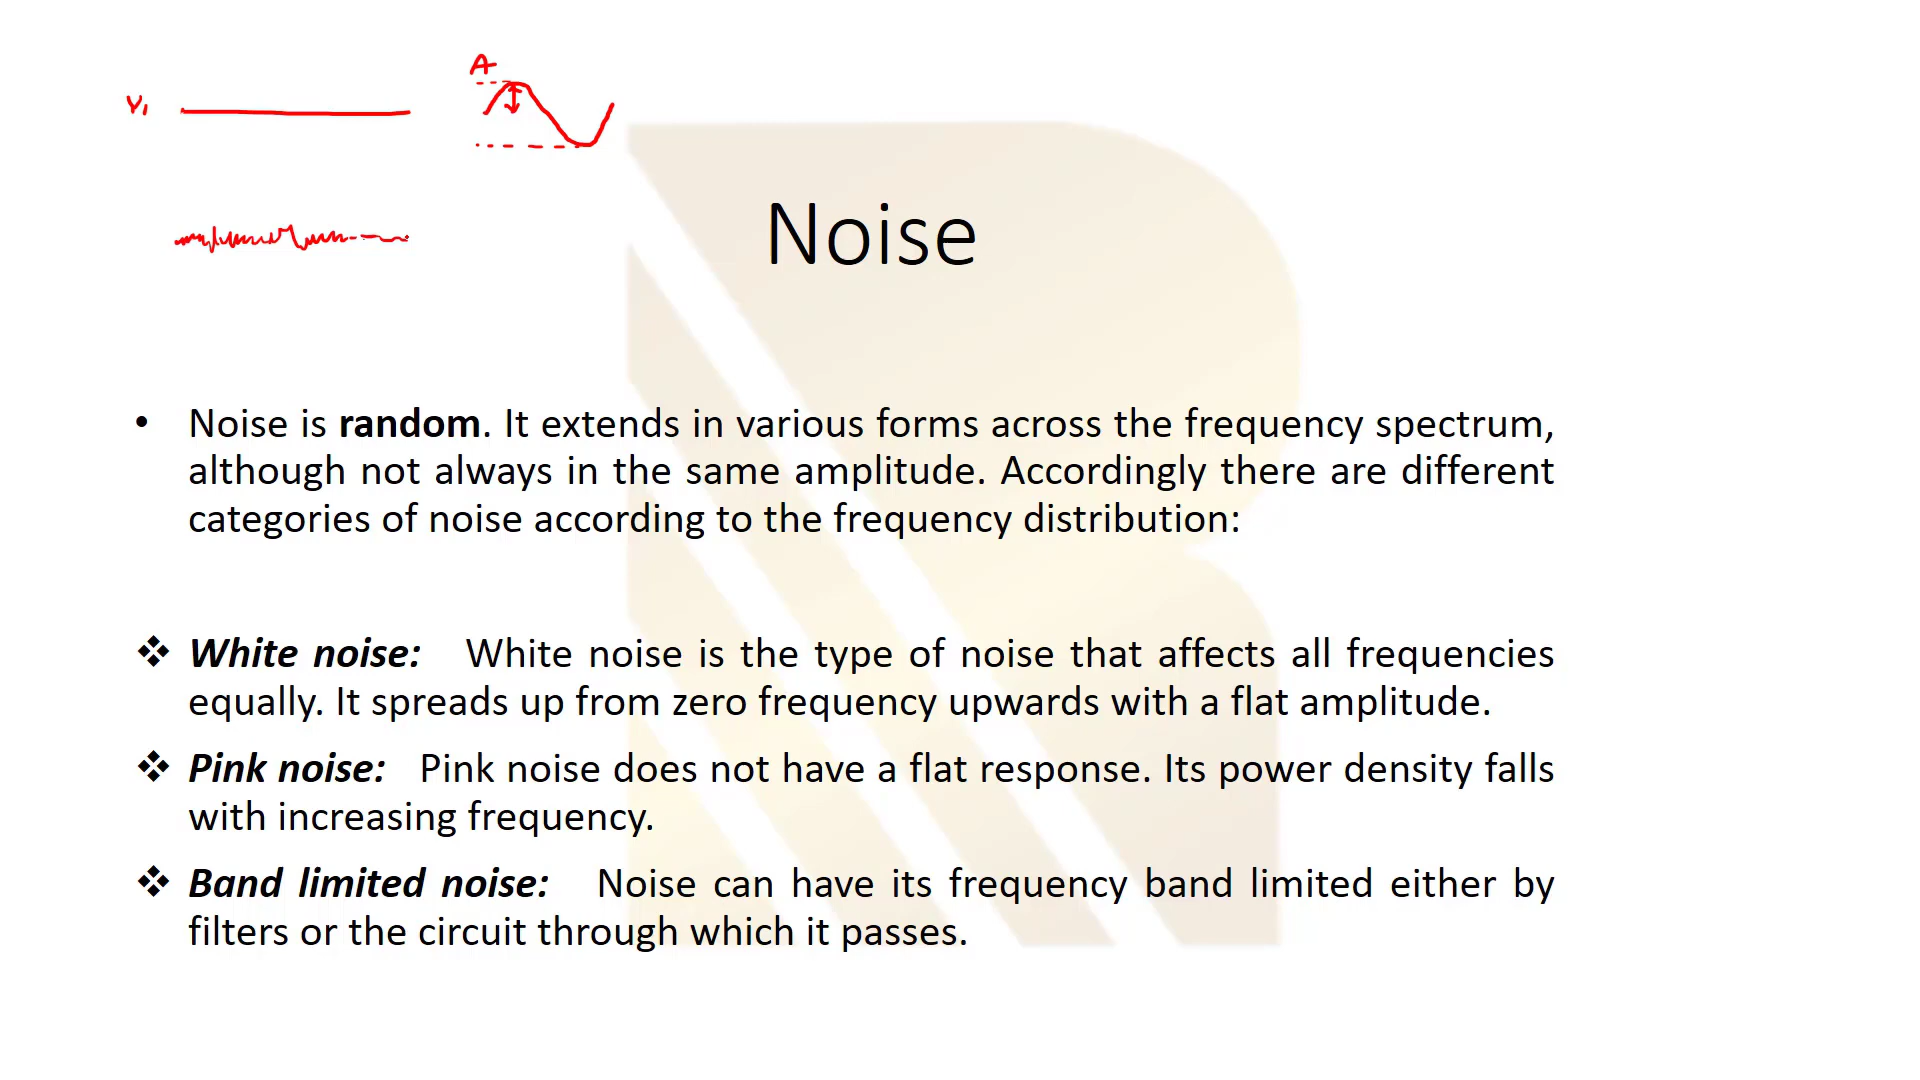 A
V₁
Noise
• Noise is random. It extends in various forms across the frequency spectrum,
although not always in the same amplitude. Accordingly there are different
categories of noise according to the frequency distribution:
❖ White noise: White noise is the type of noise that affects all frequencies
equally. It spreads up from zero frequency upwards with a flat amplitude.
❖ Pink noise: Pink noise does not have a flat response. Its power density falls
with increasing frequency.
❖ Band limited noise: Noise can have its frequency band limited either by
filters or the circuit through which it passes.